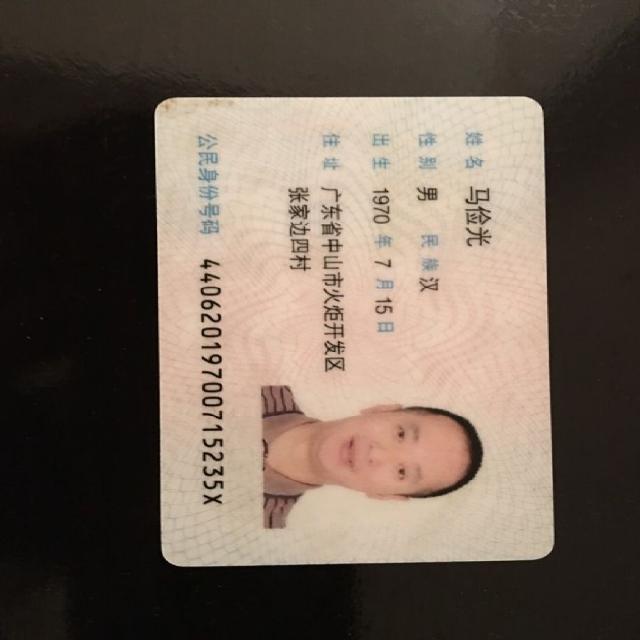 姓名 马俭光
性别 男 民族 汉
出生 1970 年 7 月 15 日
住址 广东省中山市火炬开发区
张家边四村
公民身份号码 44062019700715235X